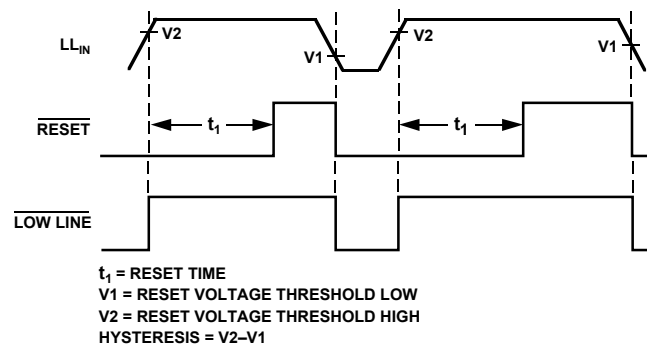 LLIN
V2
V1
V2
V1
RESET
t1
t1
LOW LINE
t1 = RESET TIME
V1 = RESET VOLTAGE THRESHOLD LOW
V2 = RESET VOLTAGE THRESHOLD HIGH
HYSTERESIS = V2–V1